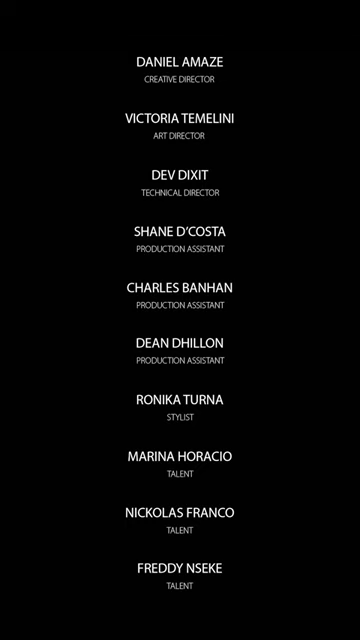 DANIEL AMAZE
CREATIVE DIRECTOR
VICTORIA TEMELINI
ART DIRECTOR
DEV DIXIT
TECHNICAL DIRECTOR
SHANE D'COSTA
PRODUCTION ASSISTANT
CHARLES BANHAN
PRODUCTION ASSISTANT
DEAN DHILLON
PRODUCTION ASSISTANT
RONIKA TURNA
STYLIST
MARINA HORACIO
TALENT
NICKOLAS FRANCO
TALENT
FREDDY NSEKE
TALENT